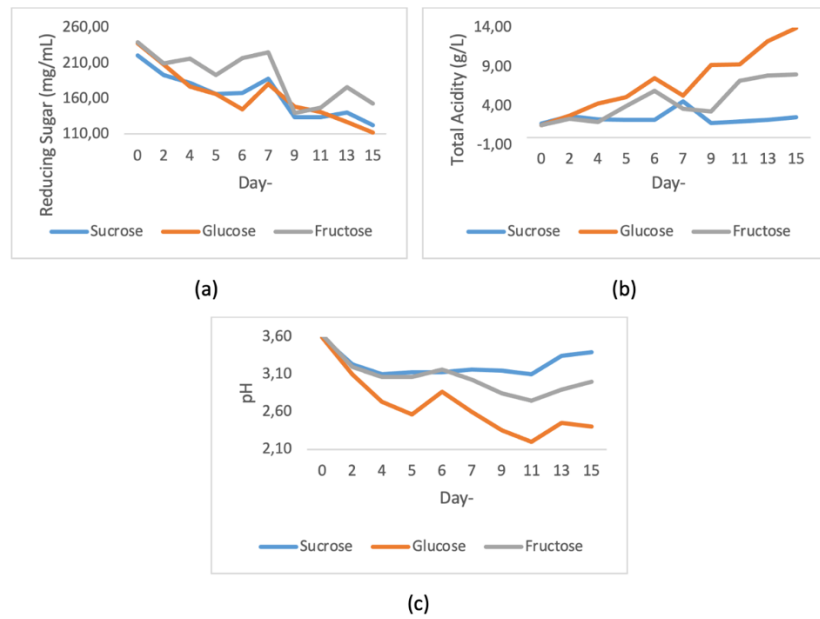 Reducing Sugar (mg/mL)
260,00
210,00
160,00
110,00
0 2 4 5 6 7 9 11 13 15
Day-
Sucrose Glucose Fructose
(a)
Total Acidity (g/L)
14,00
9,00
4,00
-1,00
0 2 4 5 6 7 9 11 13 15
Day-
Sucrose Glucose Fructose
(b)
pH
3,60
3,10
2,60
2,10
0 2 4 5 6 7 9 11 13 15
Day-
Sucrose Glucose Fructose
(c)